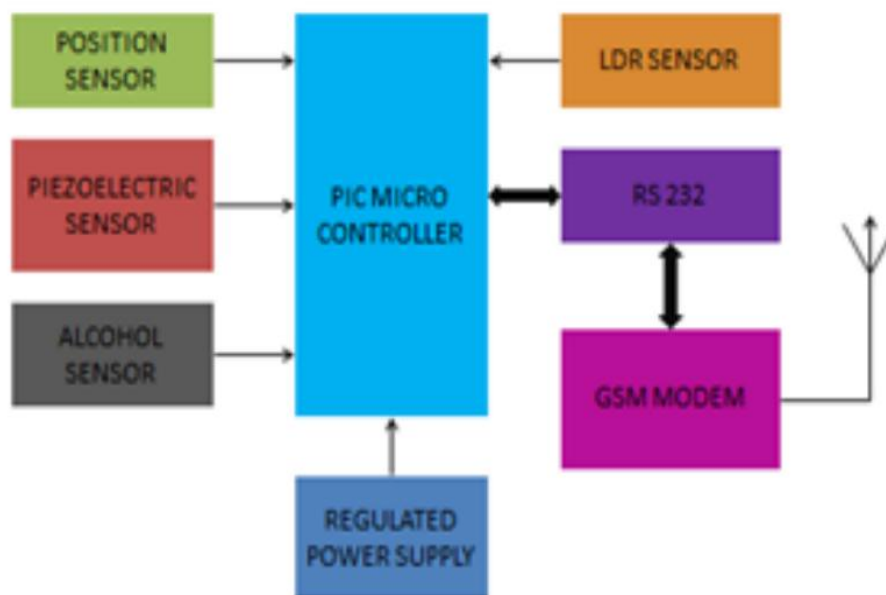 POSITION
SENSOR
PIEZOELECTRIC
SENSOR
ALCOHOL
SENSOR
PIC MICRO
CONTROLLER
REGULATED
POWER SUPPLY
LDR SENSOR
RS 232
GSM MODEM